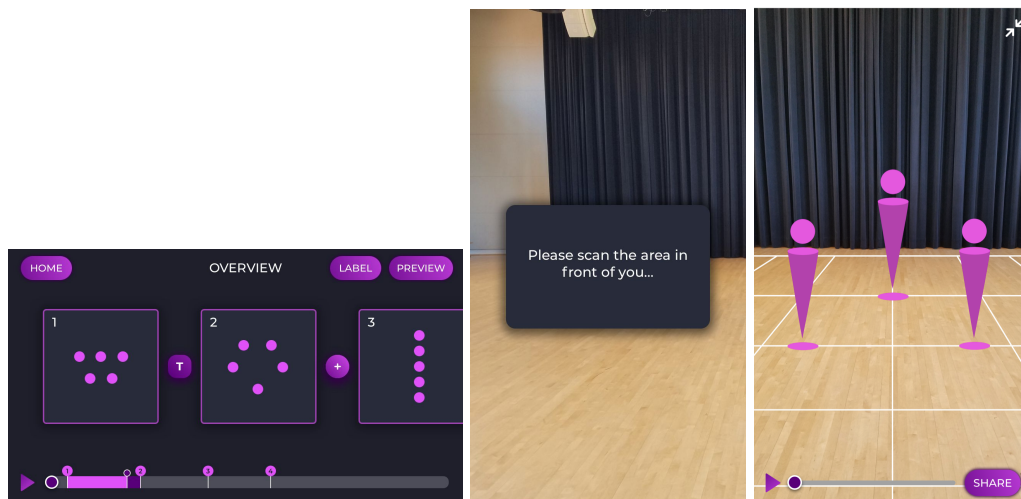 HOME
OVERVIEW
LABEL
PREVIEW
1
2
3
T
+
1
2
3
4
Please scan the area in
front of you...
SHARE